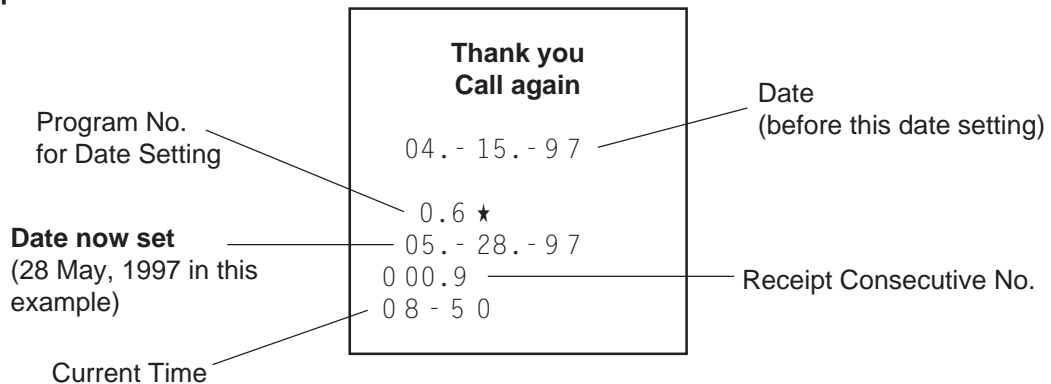 Thank you
Call again
Date
(before this date setting)
Program No.
for Date Setting
04.-15.-97
0.6★
Date now set
(28 May, 1997 in this
example)
05.-28.-97
000.9
Receipt Consecutive No.
08-50
Current Time